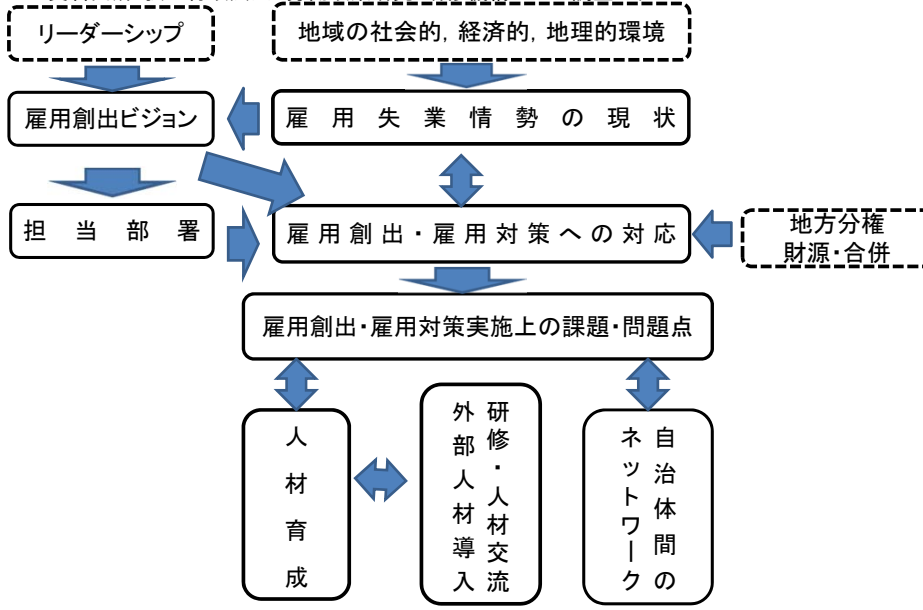 リーダーシップ
地域の社会的, 経済的, 地理的環境
雇用創出ビジョン
雇用失業情勢の現状
担当部署
雇用創出・雇用対策への対応
地方分権
財源・合併
雇用創出・雇用対策実施上の課題・問題点
人材育成
研修・人材交流
外部人材導入
自治体間の
ネットワーク